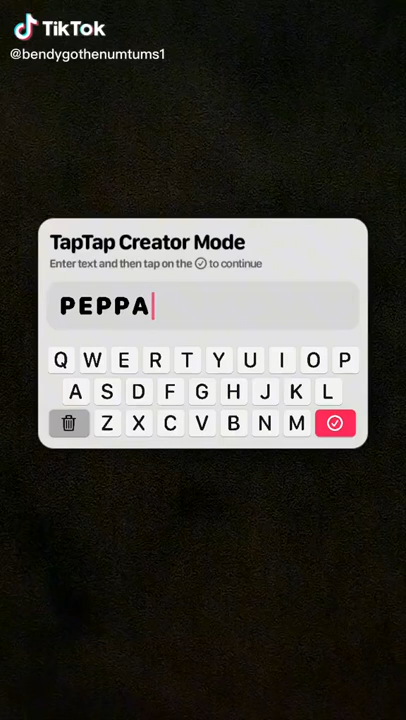 TikTok
@bendygothenumtums1
TapTap Creator Mode
Enter text and then tap on the to continue
PEPPA
Q W E R T Y U I O P
A S D F G H J K L
Z X C V B N M